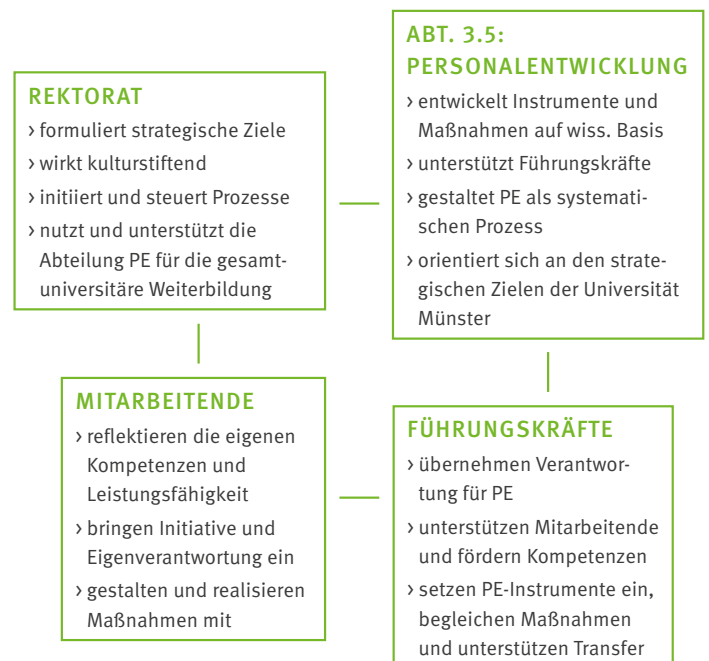 REKTORAT
› formuliert strategische Ziele
› wirkt kulturstiftend
› initiiert und steuert Prozesse
› nutzt und unterstützt die
Abteilung PE für die gesamt-
universitäre Weiterbildung
ABT. 3.5:
PERSONALENTWICKLUNG
› entwickelt Instrumente und
Maßnahmen auf wiss. Basis
› unterstützt Führungskräfte
› gestaltet PE als systemati-
schen Prozess
› orientiert sich an den strate-
gischen Zielen der Universität
Münster
MITARBEITENDE
› reflektieren die eigenen
Kompetenzen und
Leistungsfähigkeit
› bringen Initiative und
Eigenverantwortung ein
› gestalten und realisieren
Maßnahmen mit
FÜHRUNGSKRÄFTE
› übernehmen Verantwor-
tung für PE
› unterstützen Mitarbeitende
und fördern Kompetenzen
› setzen PE-Instrumente ein,
begleichen Maßnahmen
und unterstützen Transfer